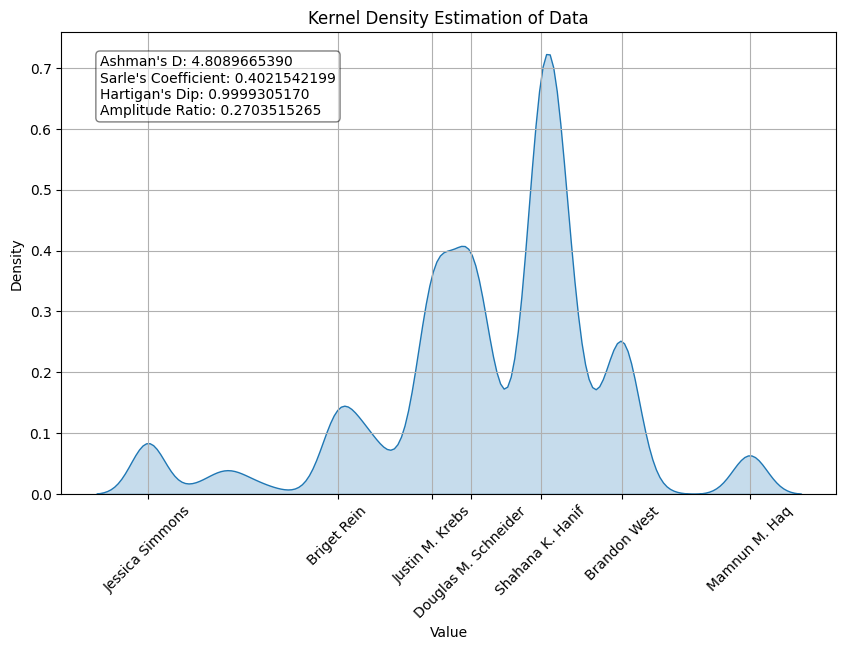 Kernel Density Estimation of Data
Ashman's D: 4.8089665390
Sarle's Coefficient: 0.4021542199
Hartigan's Dip: 0.9999305170
Amplitude Ratio: 0.2703515265
Density
0.7
0.6
0.5
0.4
0.3
0.2
0.1
0.0
Jessica Simmons
Briget Rein
Justin M. Krebs
Douglas M. Schneider
Shahana K. Hanif
Brandon West
Mamnun M. Haq
Value